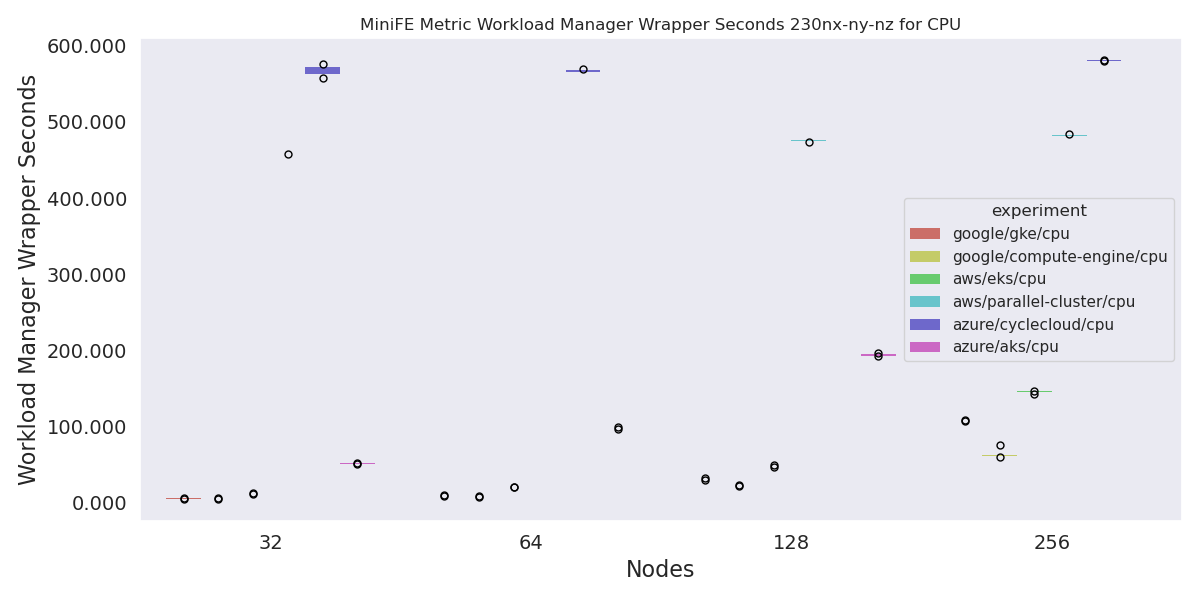 MiniFE Metric Workload Manager Wrapper Seconds 230nx-ny-nz for CPU
Workload Manager Wrapper Seconds
600.000
500.000
400.000
300.000
200.000
100.000
0.000
experiment
google/gke/cpu
google/compute-engine/cpu
aws/eks/cpu
aws/parallel-cluster/cpu
azure/cyclecloud/cpu
azure/aks/cpu
32
64
128
256
Nodes